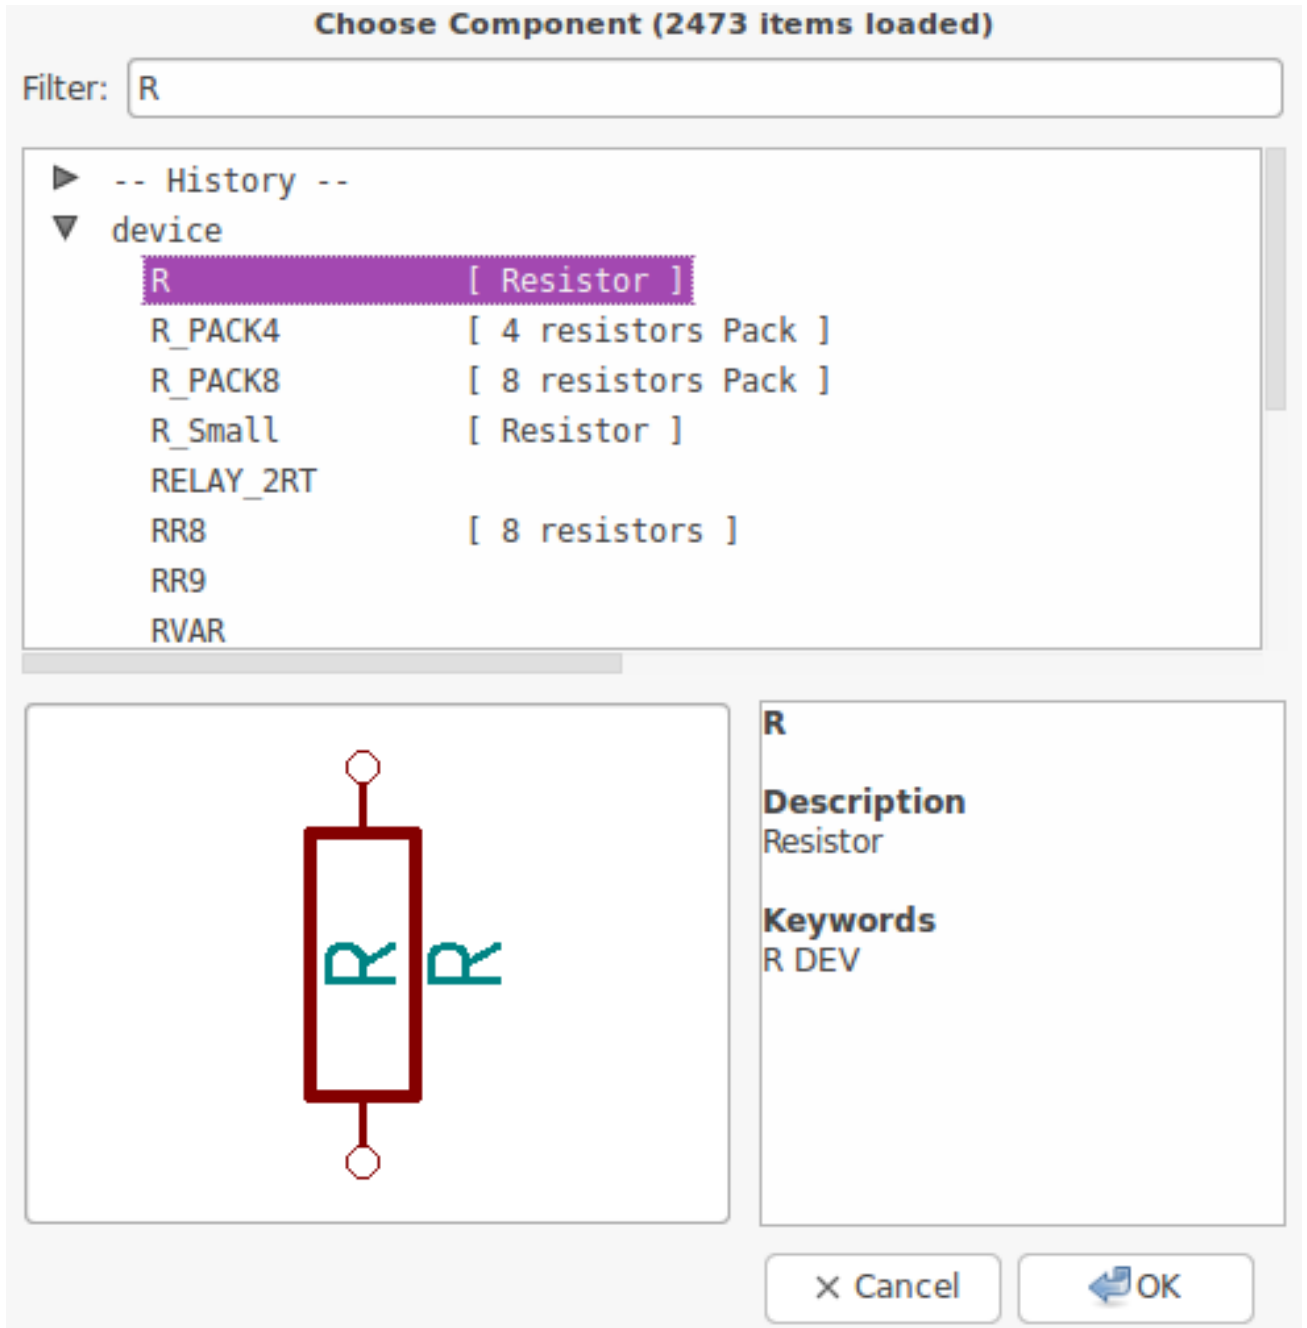 Choose Component (2473 items loaded)
Filter: R
-- History --
device
R [ Resistor ]
R_PACK4 [ 4 resistors Pack ]
R_PACK8 [ 8 resistors Pack ]
R_Small [ Resistor ]
RELAY_2RT
RR8 [ 8 resistors ]
RR9
RVAR
R R
R
Description
Resistor
Keywords
R DEV
Cancel OK